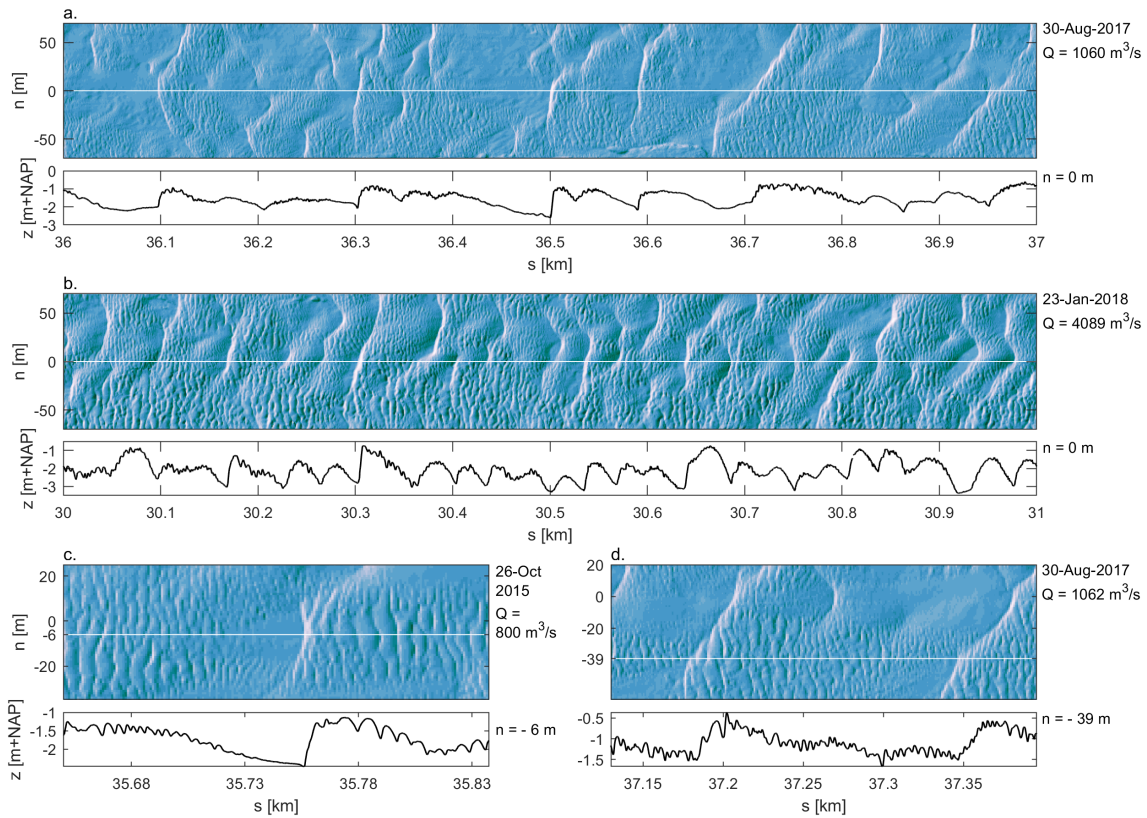 a.
50
0
-50
n [m]
30-Aug-2017
Q = 1060 m³/s
0
-1
-2
-3
z [m+NAP]
n = 0 m
36 36.1 36.2 36.3 36.4 36.5 36.6 36.7 36.8 36.9 37
s [km]
b.
50
0
-50
n [m]
23-Jan-2018
Q = 4089 m³/s
-1
-2
-3
z [m+NAP]
n = 0 m
30 30.1 30.2 30.3 30.4 30.5 30.6 30.7 30.8 30.9 31
s [km]
c.
20
0
-6
-20
n [m]
26-Oct
2015
Q =
800 m³/s
-1
-1.5
-2
z [m+NAP]
n = - 6 m
35.68 35.73 35.78 35.83
s [km]
d.
20
0
-20
-39
n [m]
30-Aug-2017
Q = 1062 m³/s
-0.5
-1
-1.5
n = - 39 m
37.15 37.2 37.25 37.3 37.35
s [km]